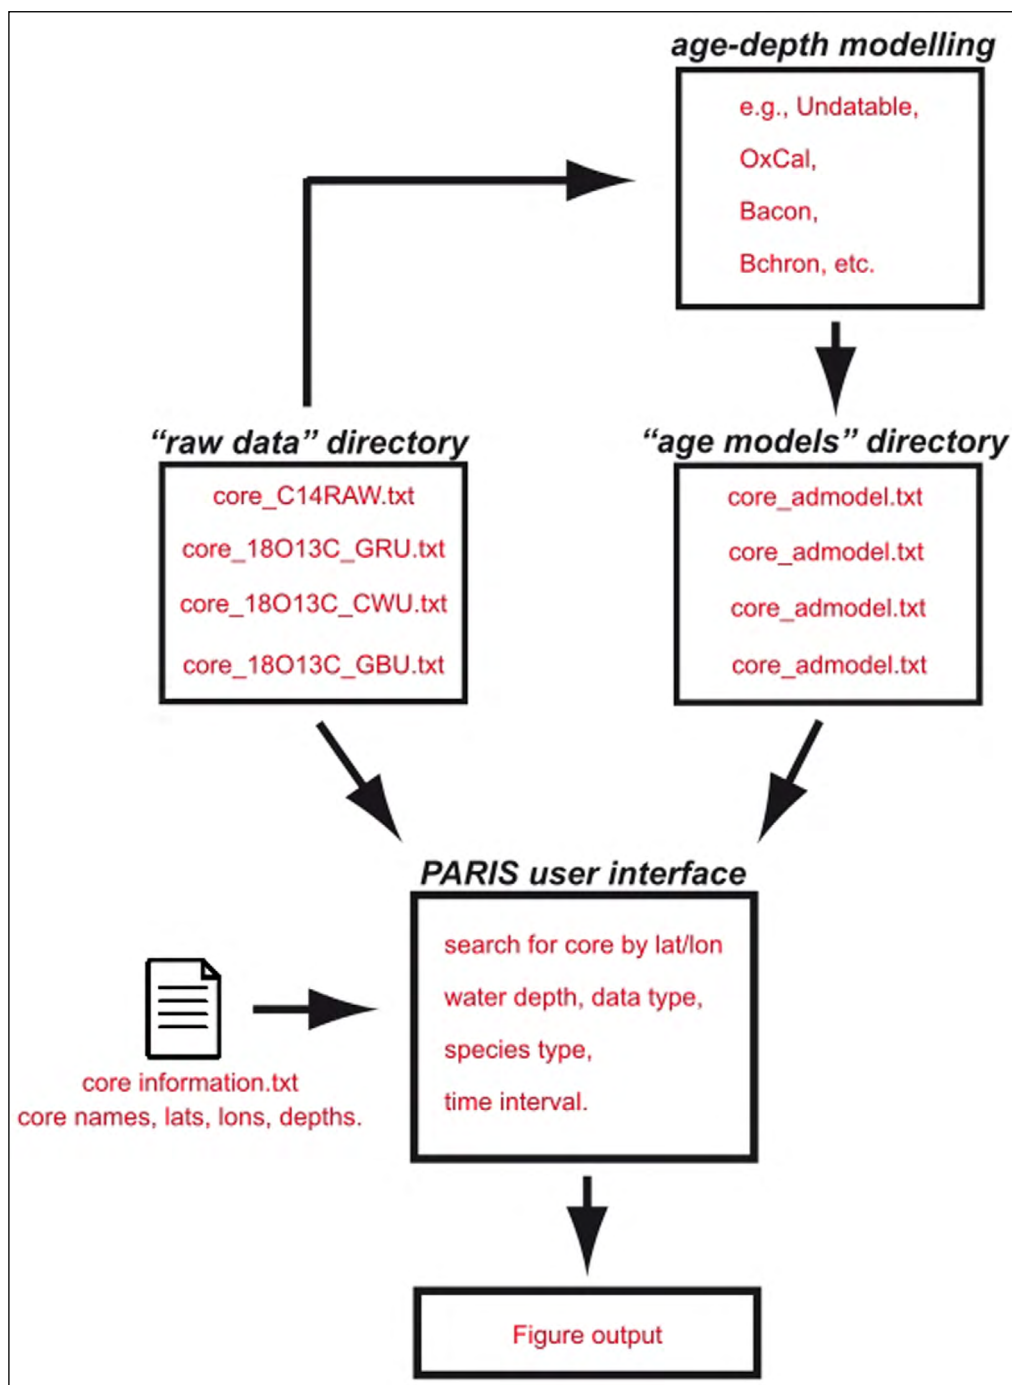 age-depth modelling
e.g., Undatable,
OxCal,
Bacon,
Bchron, etc.
“raw data” directory
core_C14RAW.txt
core_18O13C_GRU.txt
core_18O13C_CWU.txt
core_18O13C_GBU.txt
“age models” directory
core_admodel.txt
core_admodel.txt
core_admodel.txt
core_admodel.txt
PARIS user interface
search for core by lat/lon
water depth, data type,
species type,
time interval.
core information.txt
core names, lats, lons, depths.
Figure output